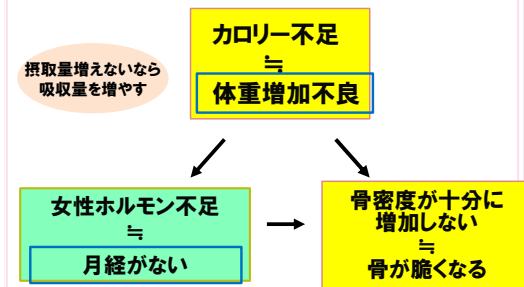 カロリー不足
≒
体重増加不良
摂取量増えないなら
吸収量を増やす
女性ホルモン不足
≒
月経がない
骨密度が十分に
増加しない
≒
骨が脆くなる